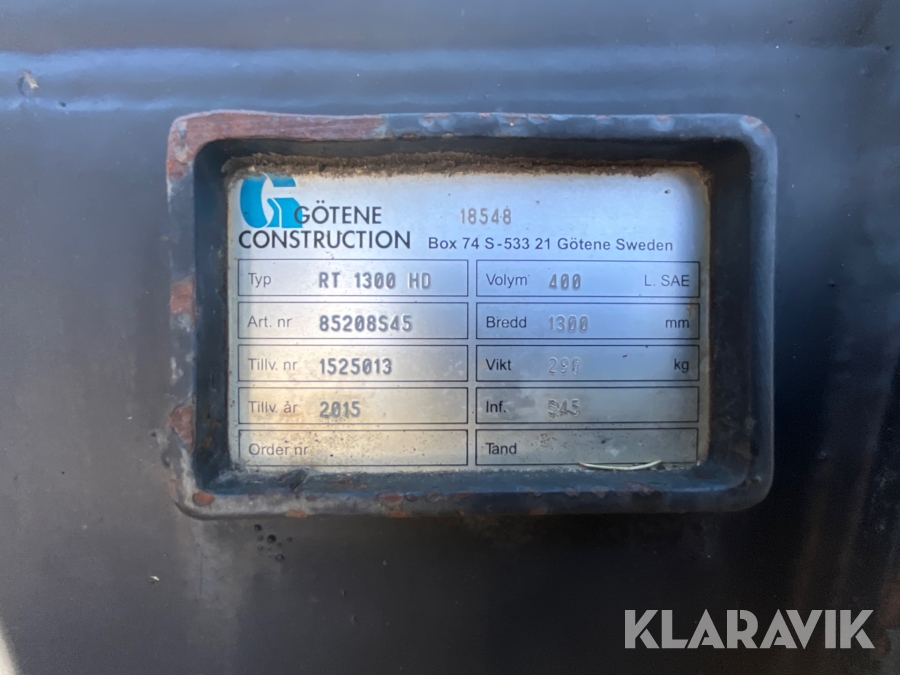 GÖTENE
CONSTRUCTION
18548
Box 74 S-533 21 Götene Sweden
Typ RT 1300 HD Volym 400 L. SAE
Art. nr 85208S45 Bredd 1300 mm
Tillv. nr 1525013 Vikt kg
Tillv. år 2015 Inf. S45
Order nr Tand
KLARAVIK